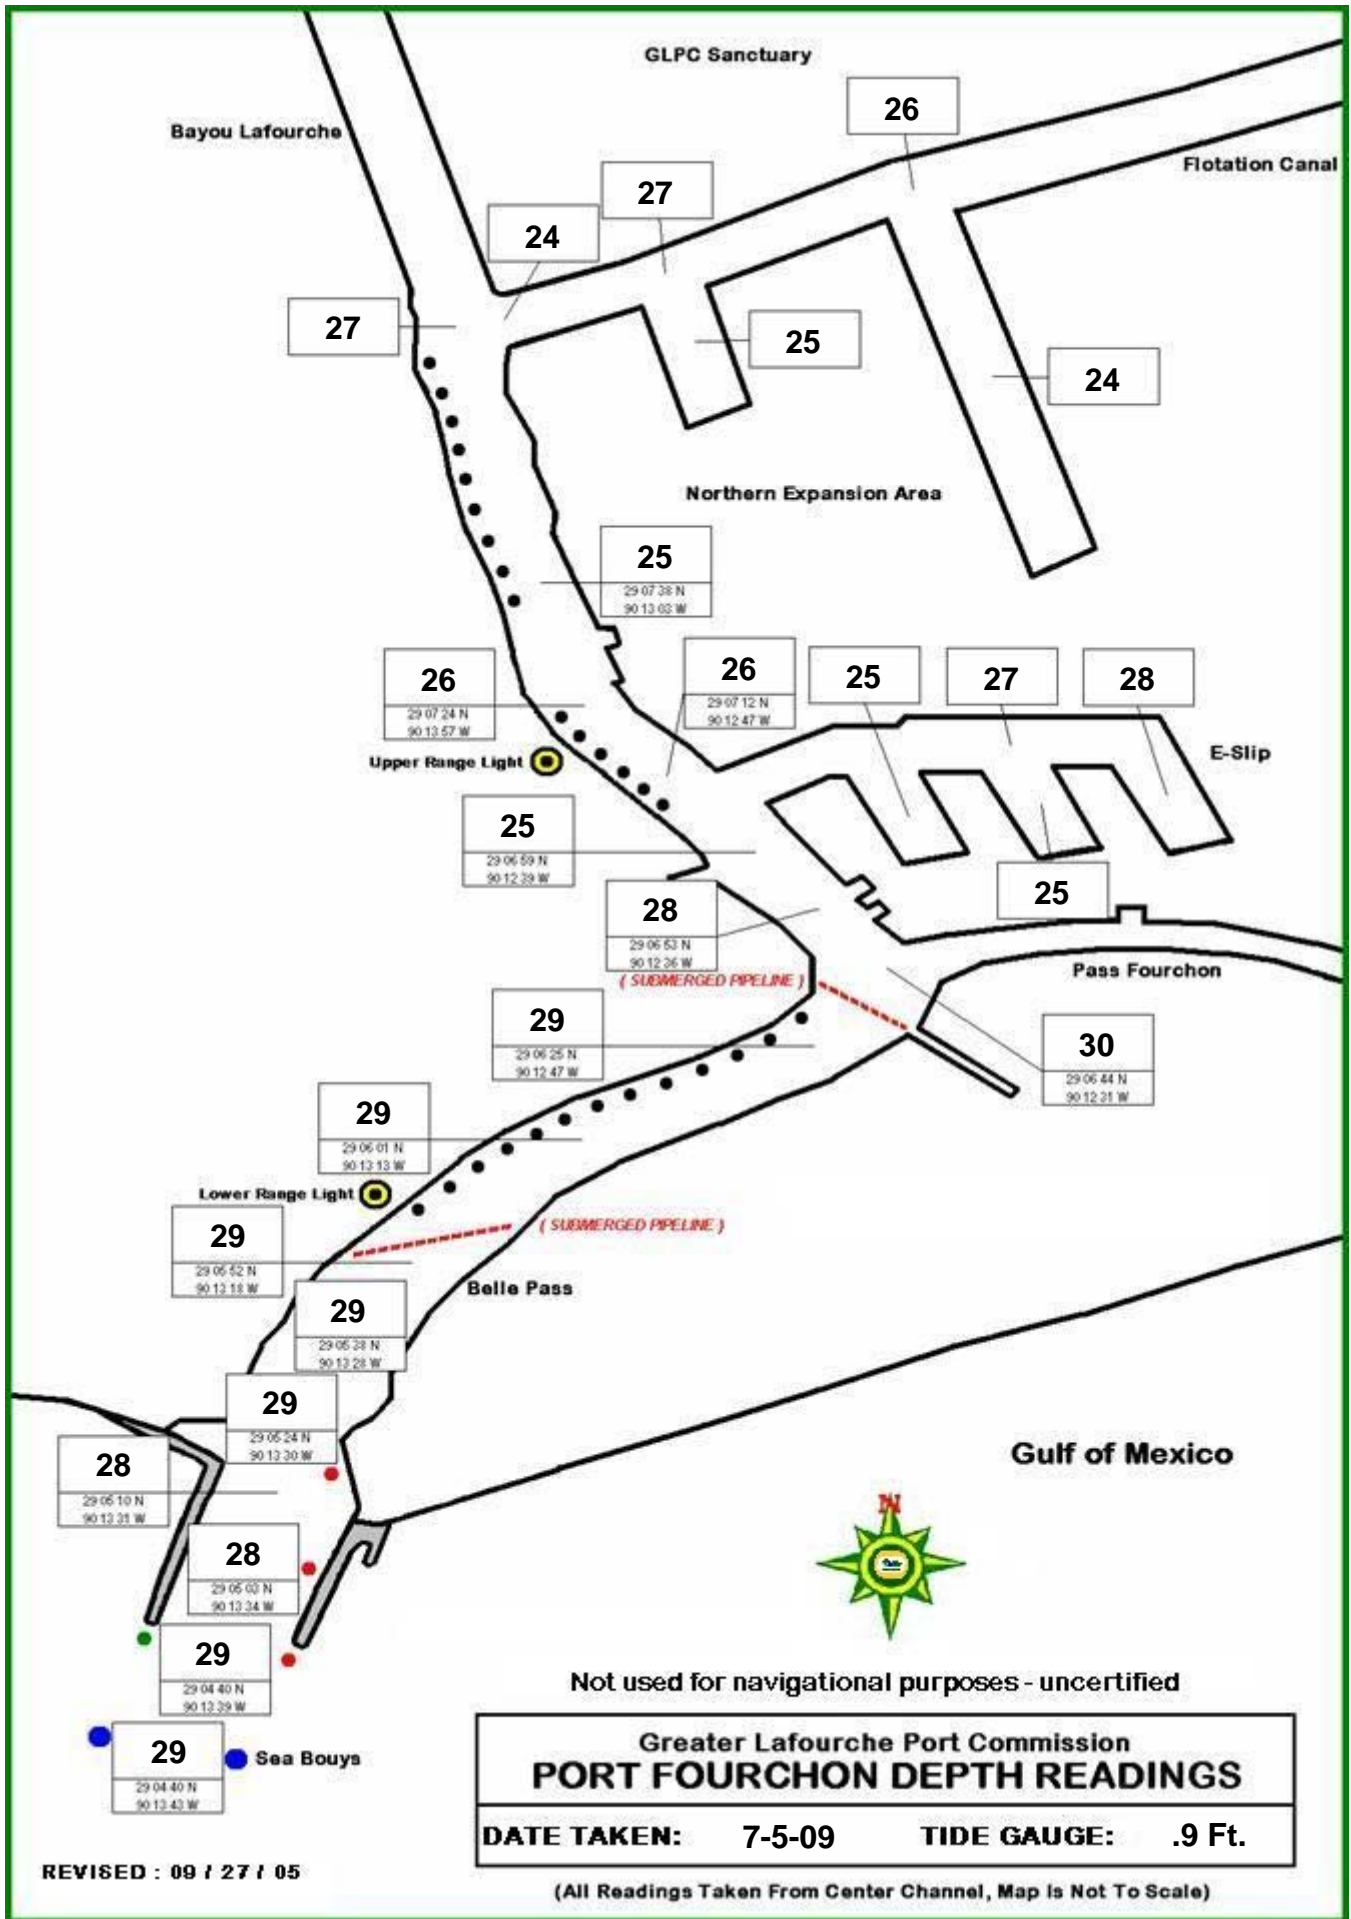 GLPC Sanctuary
26
Bayou Lafourche
Flotation Canal
27
24
27
25
24
Northern Expansion Area
25
29 07 38 N
90 13 03 W
26
29 07 24 N
90 13 57 W
26
29 07 12 N
90 12 47 W
25
27
28
E-Slip
Upper Range Light
25
29 06 59 N
90 12 39 W
25
28
29 06 53 N
90 12 36 W
Pass Fourchon
( SUBMERGED PIPELINE )
29
29 06 25 N
90 12 47 W
30
29 06 44 N
90 12 31 W
29
29 06 01 N
90 13 13 W
Lower Range Light
29
29 05 52 N
90 13 18 W
( SUBMERGED PIPELINE )
Belle Pass
29
29 05 38 N
90 13 28 W
29
29 05 24 N
90 13 30 W
28
29 05 10 N
90 13 31 W
Gulf of Mexico
N
28
29 05 03 N
90 13 34 W
29
29 04 40 N
90 13 39 W
29
29 04 40 N
90 13 43 W
Sea Bouys
Not used for navigational purposes - uncertified
Greater Lafourche Port Commission
PORT FOURCHON DEPTH READINGS
DATE TAKEN: 7-5-09 TIDE GAUGE: .9 Ft.
REVISED : 09 / 27 / 05
(All Readings Taken From Center Channel, Map Is Not To Scale)